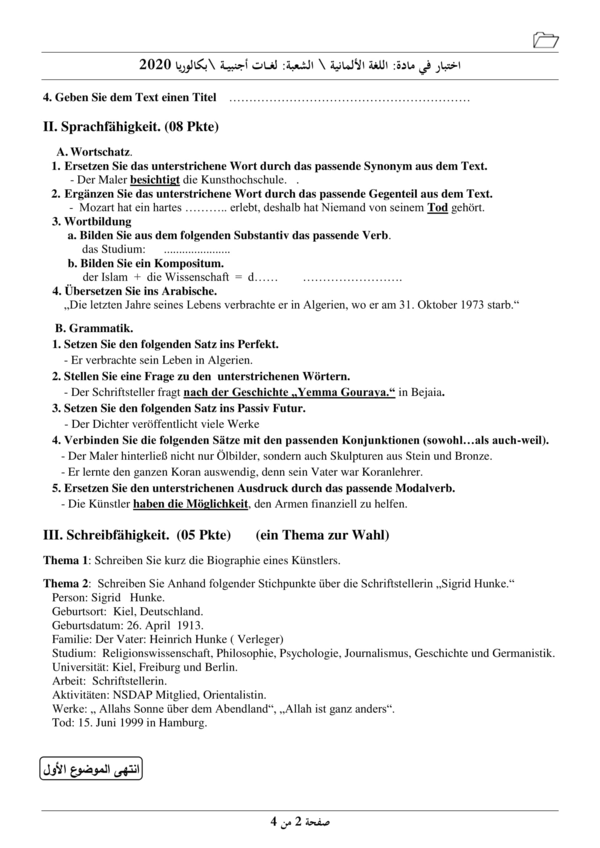 اختبار في مادة: اللغة الألمانية \ الشعبة: لغات أجنبية \بكالوريا 2020
4. Geben Sie dem Text einen Titel …………………………………………………
II. Sprachfähigkeit. (08 Pkte)
A. Wortschatz.
1. Ersetzen Sie das unterstrichene Wort durch das passende Synonym aus dem Text.
- Der Maler besichtigt die Kunsthochschule. .
2. Ergänzen Sie das unterstrichene Wort durch das passende Gegenteil aus dem Text.
- Mozart hat ein hartes ……….. erlebt, deshalb hat Niemand von seinem Tod gehört.
3. Wortbildung
a. Bilden Sie aus dem folgenden Substantiv das passende Verb.
das Studium: ......................
b. Bilden Sie ein Kompositum.
der Islam + die Wissenschaft = d…… …………………….
4. Übersetzen Sie ins Arabische.
„Die letzten Jahre seines Lebens verbrachte er in Algerien, wo er am 31. Oktober 1973 starb.“
B. Grammatik.
1. Setzen Sie den folgenden Satz ins Perfekt.
- Er verbrachte sein Leben in Algerien.
2. Stellen Sie eine Frage zu den unterstrichenen Wörtern.
- Der Schriftsteller fragt nach der Geschichte „Yemma Gouraya.“ in Bejaia.
3. Setzen Sie den folgenden Satz ins Passiv Futur.
- Der Dichter veröffentlicht viele Werke
4. Verbinden Sie die folgenden Sätze mit den passenden Konjunktionen (sowohl…als auch-weil).
- Der Maler hinterließ nicht nur Ölbilder, sondern auch Skulpturen aus Stein und Bronze.
- Er lernte den ganzen Koran auswendig, denn sein Vater war Koranlehrer.
5. Ersetzen Sie den unterstrichenen Ausdruck durch das passende Modalverb.
- Die Künstler haben die Möglichkeit, den Armen finanziell zu helfen.
III. Schreibfähigkeit. (05 Pkte) (ein Thema zur Wahl)
Thema 1: Schreiben Sie kurz die Biographie eines Künstlers.
Thema 2: Schreiben Sie Anhand folgender Stichpunkte über die Schriftstellerin „Sigrid Hunke.“
Person: Sigrid Hunke.
Geburtsort: Kiel, Deutschland.
Geburtsdatum: 26. April 1913.
Familie: Der Vater: Heinrich Hunke ( Verleger)
Studium: Religionswissenschaft, Philosophie, Psychologie, Journalismus, Geschichte und Germanistik.
Universität: Kiel, Freiburg und Berlin.
Arbeit: Schriftstellerin.
Aktivitäten: NSDAP Mitglied, Orientalistin.
Werke: „ Allahs Sonne über dem Abendland“, „Allah ist ganz anders“.
Tod: 15. Juni 1999 in Hamburg.
انتهى الموضوع الأول
صفحة 2 من 4